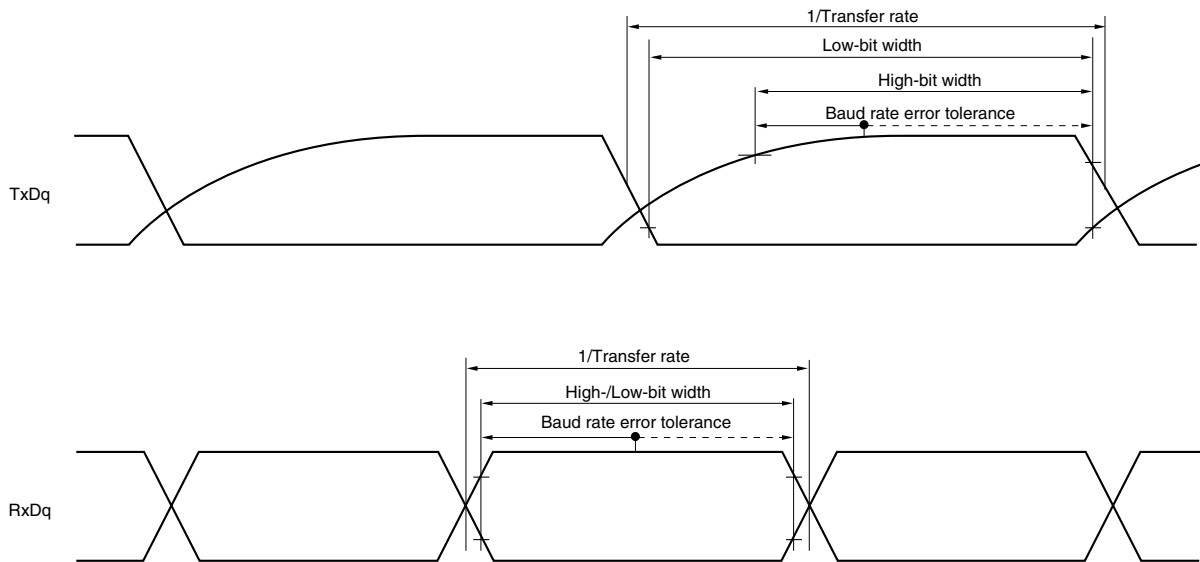 1/Transfer rate
Low-bit width
High-bit width
Baud rate error tolerance
TxDq
1/Transfer rate
High-/Low-bit width
Baud rate error tolerance
RxDq